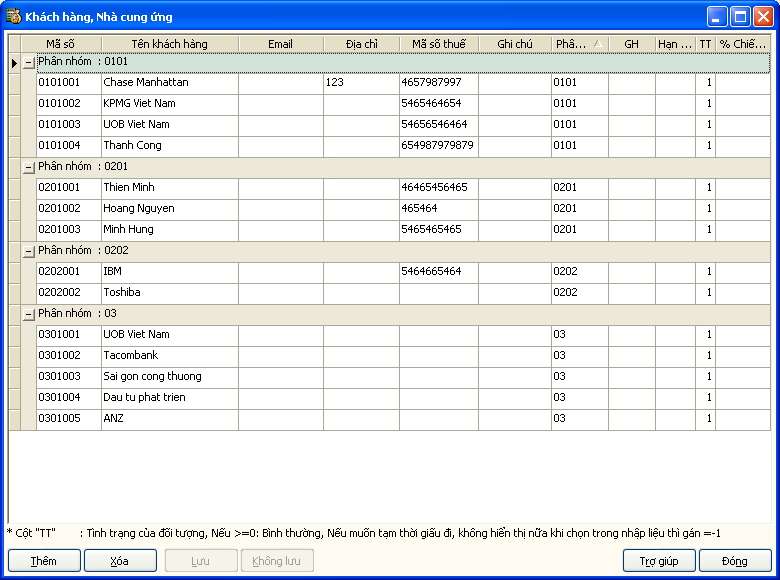 Khách hàng, Nhà cung ứng
Mã số Tên khách hàng Email Địa chỉ Mã số thuế Ghi chú Phâ... GH Hạn ... TT % Chiế...
Phân nhóm : 0101
0101001 Chase Manhattan 123 4657987997 0101 1
0101002 KPMG Viet Nam 5465464654 0101 1
0101003 UOB Viet Nam 54656546464 0101 1
0101004 Thanh Cong 654987979879 0101 1
Phân nhóm : 0201
0201001 Thien Minh 46465456465 0201 1
0201002 Hoang Nguyen 465464 0201 1
0201003 Minh Hung 5465465465 0201 1
Phân nhóm : 0202
0202001 IBM 5464665464 0202 1
0202002 Toshiba 0202 1
Phân nhóm : 03
0301001 UOB Viet Nam 03 1
0301002 Tacombank 03 1
0301003 Sai gon cong thuong 03 1
0301004 Dau tu phat trien 03 1
0301005 ANZ 03 1
* Cột "TT" : Tình trạng của đối tượng, Nếu >=0: Bình thường, Nếu muốn tạm thời giấu đi, không hiển thị nữa khi chọn trong nhập liệu thì gán =-1
Thêm Xóa Lưu Không lưu Trợ giúp Đóng